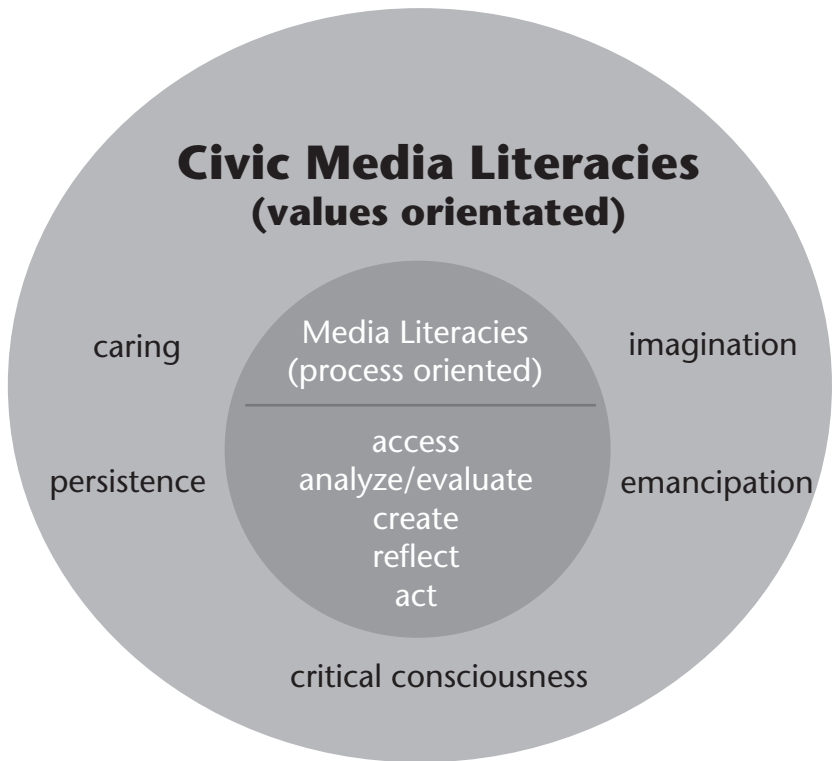 Civic Media Literacies
(values orientated)
Media Literacies
(process oriented)
caring
imagination
access
analyze/evaluate
create
reflect
act
persistence
emancipation
critical consciousness